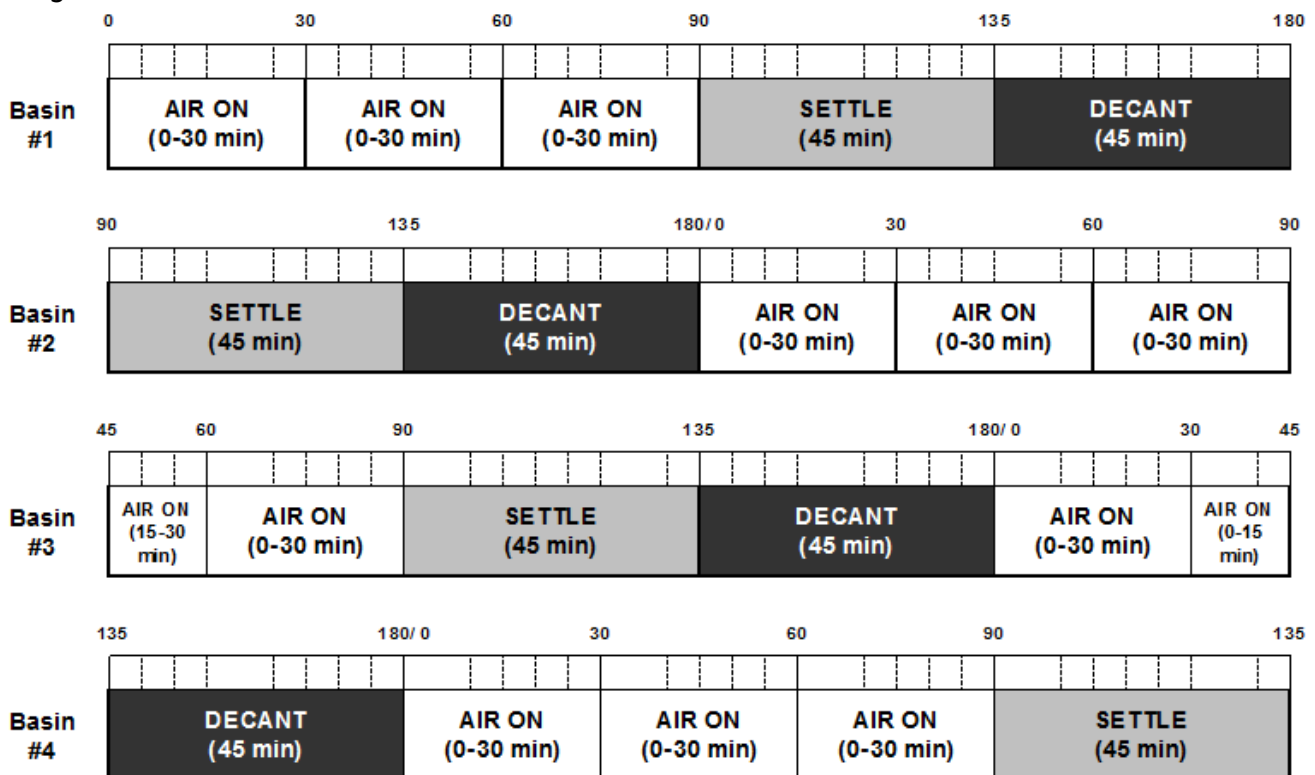 0 30 60 90 135 180
Basin #1
AIR ON (0-30 min)
AIR ON (0-30 min)
AIR ON (0-30 min)
SETTLE (45 min)
DECANT (45 min)
90 135 180/0 30 60 90
Basin #2
SETTLE (45 min)
DECANT (45 min)
AIR ON (0-30 min)
AIR ON (0-30 min)
AIR ON (0-30 min)
45 60 90 135 180/0 30 45
Basin #3
AIR ON (15-30 min)
AIR ON (0-30 min)
SETTLE (45 min)
DECANT (45 min)
AIR ON (0-30 min)
AIR ON (0-15 min)
135 180/0 30 60 90 135
Basin #4
DECANT (45 min)
AIR ON (0-30 min)
AIR ON (0-30 min)
AIR ON (0-30 min)
SETTLE (45 min)